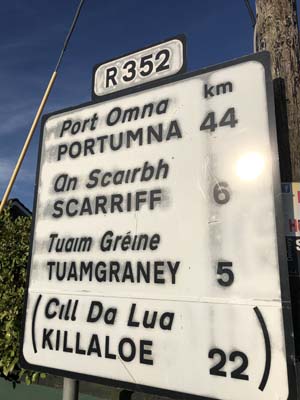 R352
km
Port Omna
PORTUMNA 44
An Scairbh
SCARRIFF 6
Tuaim Gréine
TUAMGRANEY 5
(Cill Da Lua
KILLALOE 22)